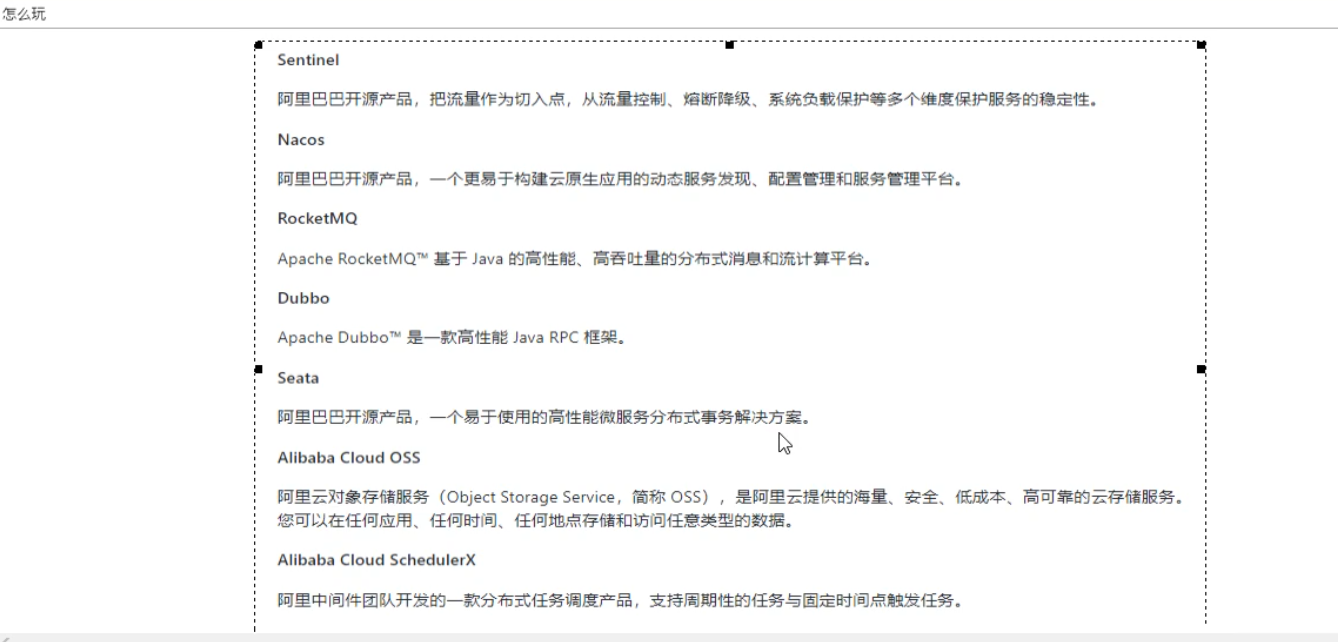 怎么玩
Sentinel
阿里巴巴开源产品，把流量作为切入点，从流量控制、熔断降级、系统负载保护等多个维度保护服务的稳定性。
Nacos
阿里巴巴开源产品，一个更易于构建云原生应用的动态服务发现、配置管理和服务管理平台。
RocketMQ
Apache RocketMQ™ 基于 Java 的高性能、高吞吐量的分布式消息和流计算平台。
Dubbo
Apache Dubbo™ 是一款高性能 Java RPC 框架。
Seata
阿里巴巴开源产品，一个易于使用的高性能微服务分布式事务解决方案。
Alibaba Cloud OSS
阿里云对象存储服务（Object Storage Service，简称 OSS），是阿里云提供的海量、安全、低成本、高可靠的云存储服务。
您可以在任何应用、任何时间、任何地点存储和访问任意类型的数据。
Alibaba Cloud SchedulerX
阿里中间件团队开发的一款分布式任务调度产品，支持周期性的任务与固定时间点触发任务。